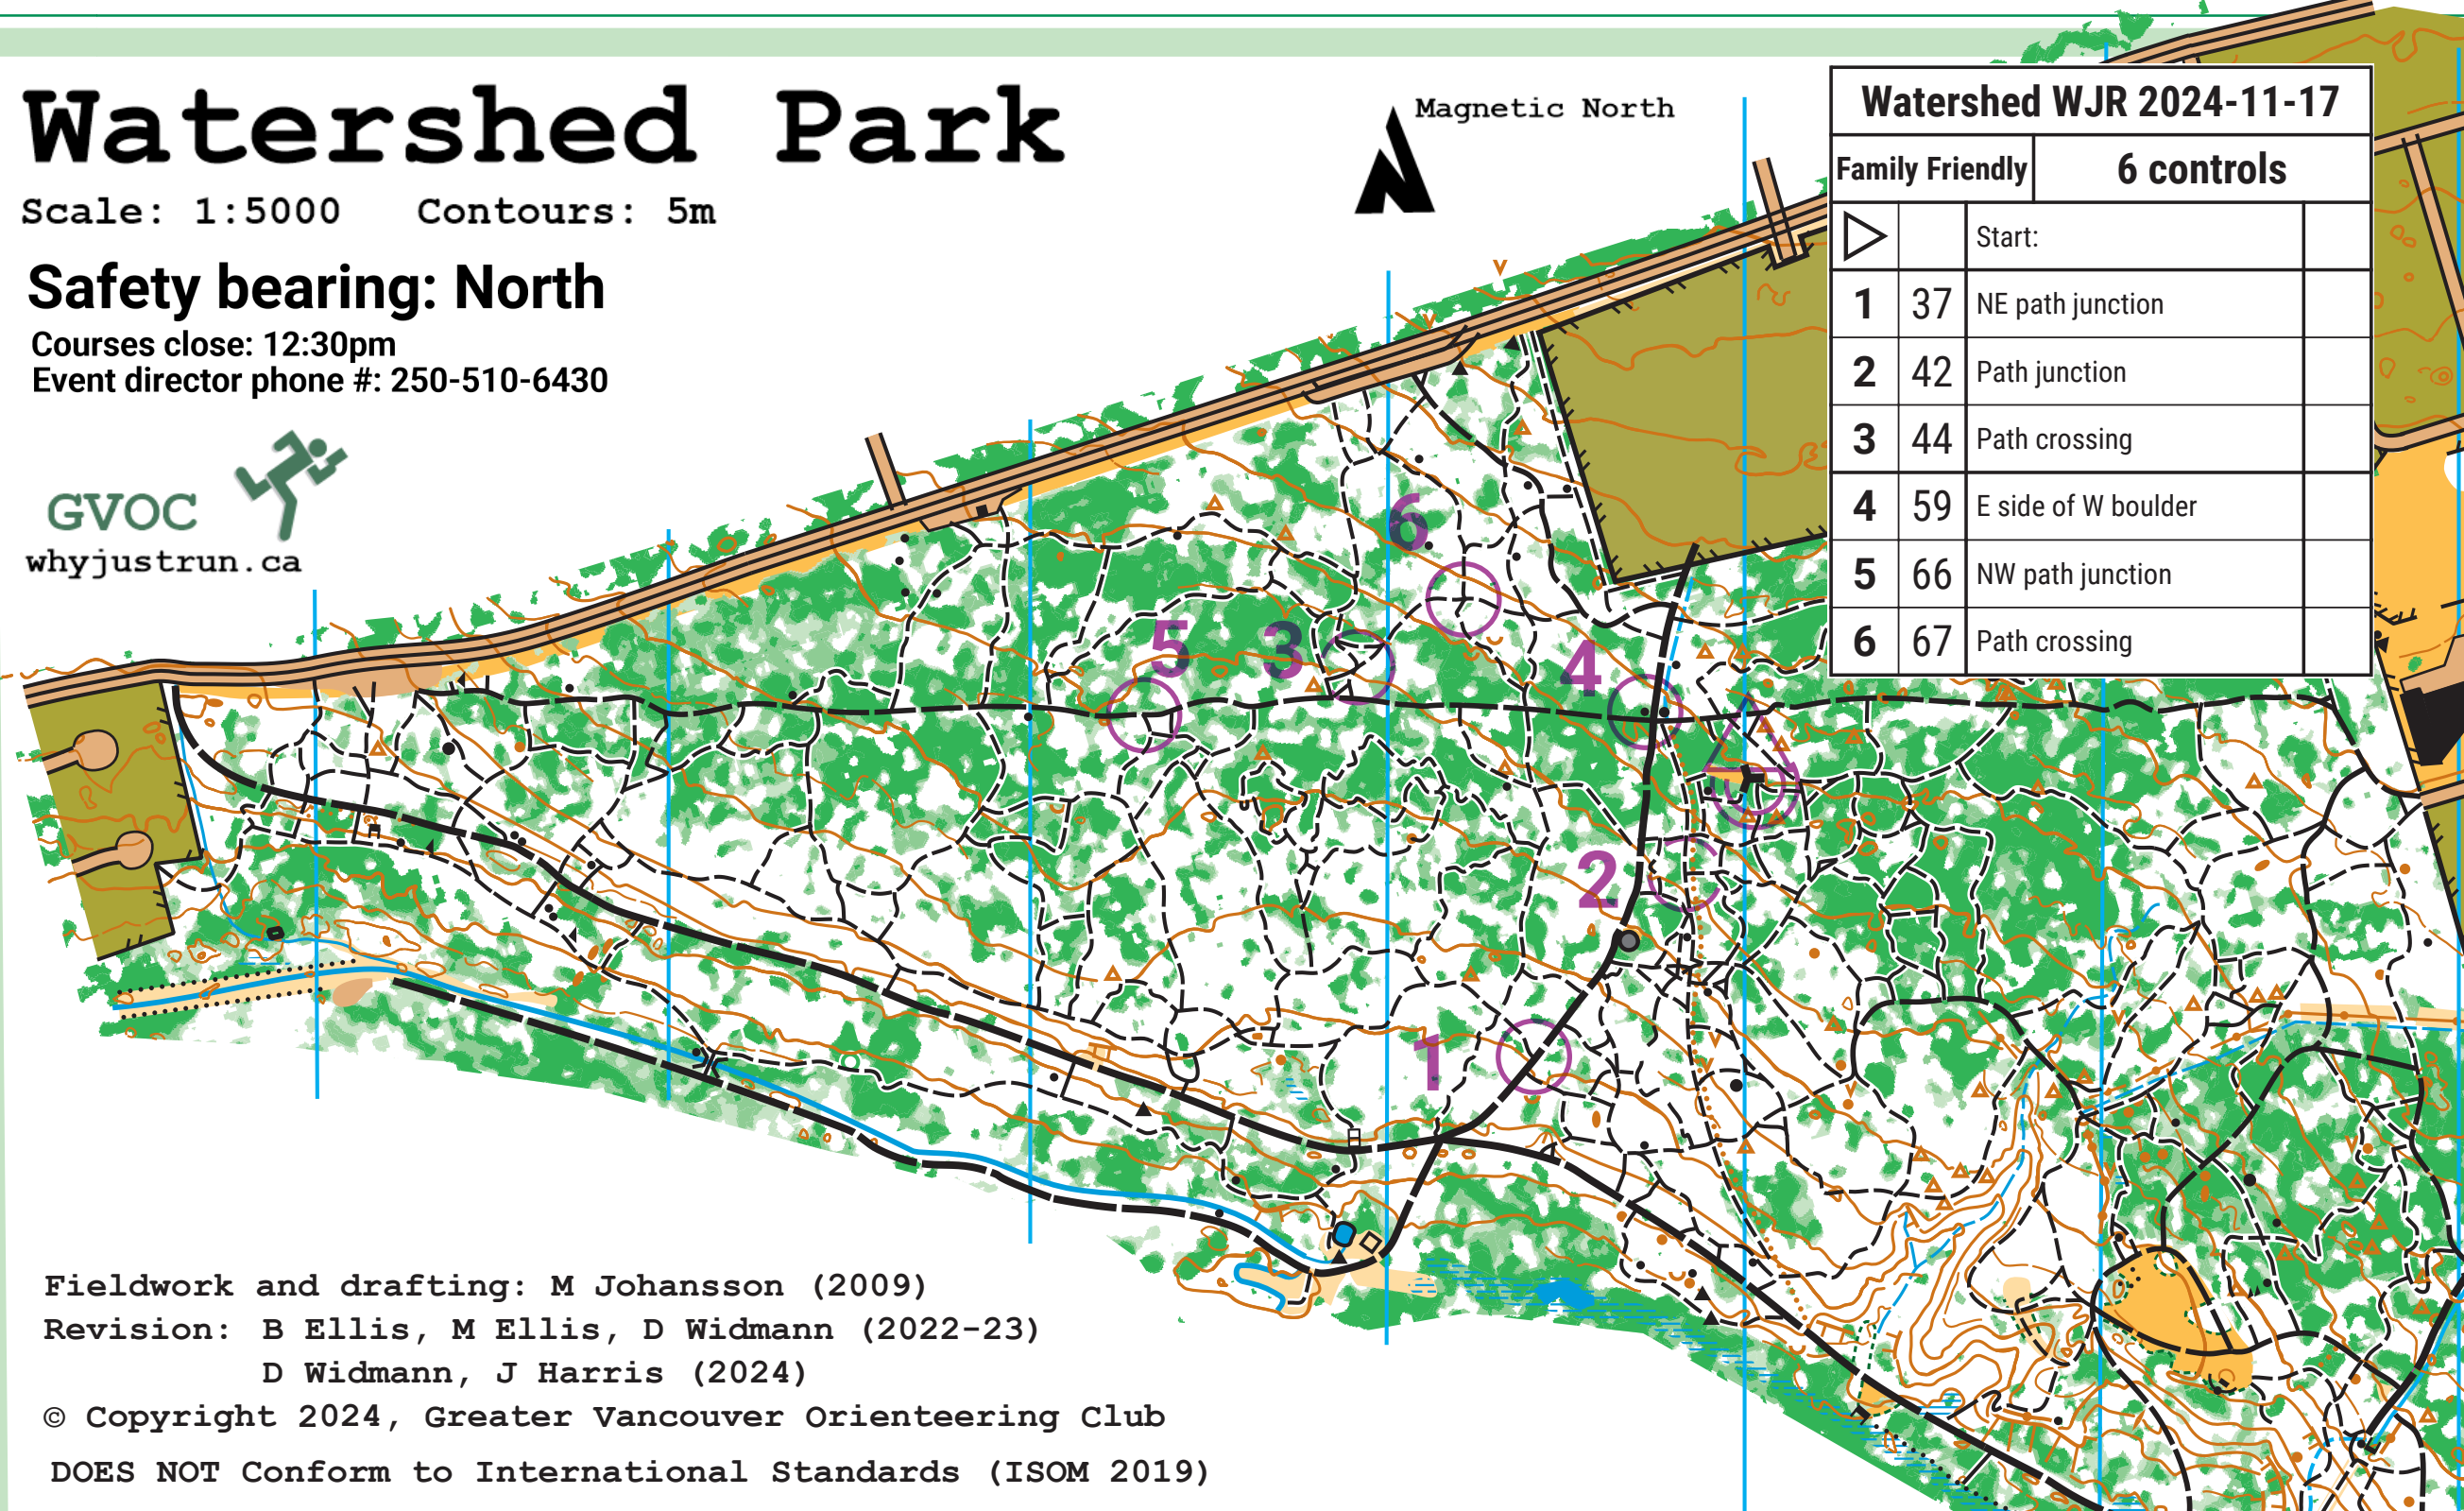 Watershed Park
Scale: 1:5000 Contours: 5m
Safety bearing: North
Courses close: 12:30pm
Event director phone #: 250-510-6430
GVOC
whyjustrun.ca
Magnetic North
Watershed WJR 2024-11-17
Family Friendly 6 controls
Start:
1 37 NE path junction
2 42 Path junction
3 44 Path crossing
4 59 E side of W boulder
5 66 NW path junction
6 67 Path crossing
6
5 3 4
2
1
Fieldwork and drafting: M Johansson (2009)
Revision: B Ellis, M Ellis, D Widmann (2022-23)
D Widmann, J Harris (2024)
© Copyright 2024, Greater Vancouver Orienteering Club
DOES NOT Conform to International Standards (ISOM 2019)